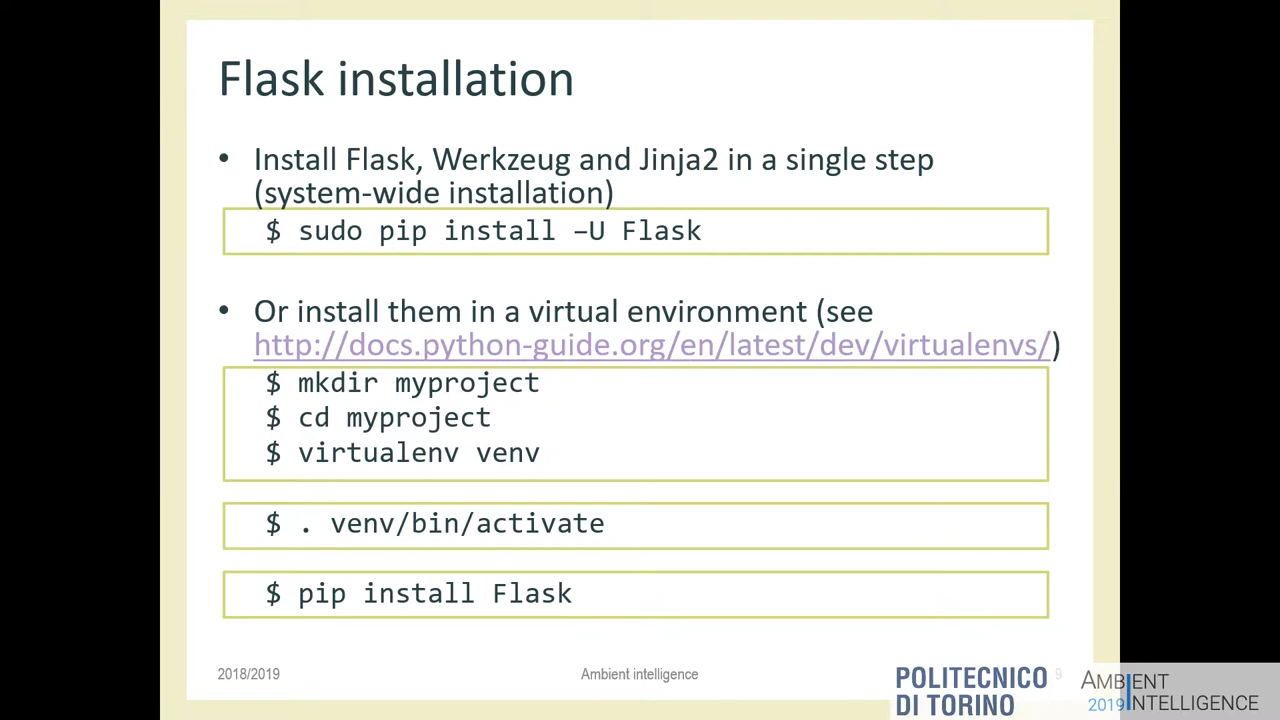 Flask installation
• Install Flask, Werkzeug and Jinja2 in a single step
(system-wide installation)
$ sudo pip install –U Flask
• Or install them in a virtual environment (see
http://docs.python-guide.org/en/latest/dev/virtualenvs/)
$ mkdir myproject
$ cd myproject
$ virtualenv venv
$ . venv/bin/activate
$ pip install Flask
2018/2019
Ambient intelligence
POLITECNICO
DI TORINO
9
AMBIENT
2019 INTELLIGENCE